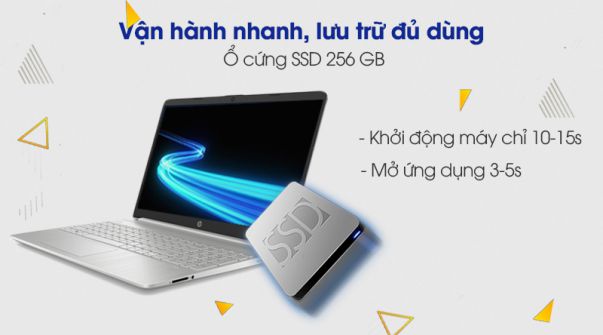 Vận hành nhanh, lưu trữ đủ dùng
Ổ cứng SSD 256 GB
- Khởi động máy chỉ 10-15s
- Mở ứng dụng 3-5s
SSD
hp